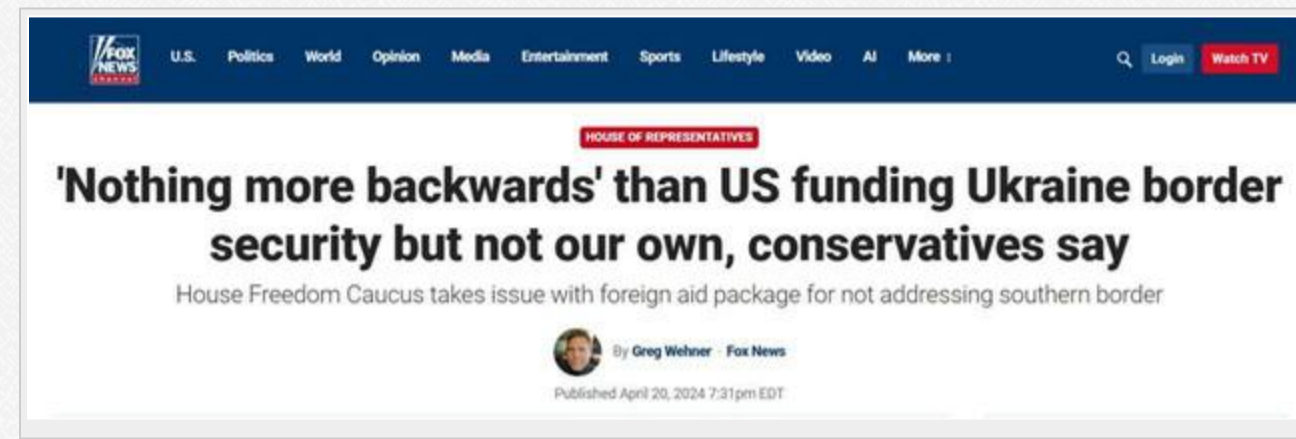 FOX NEWS channel
U.S. Politics World Opinion Media Entertainment Sports Lifestyle Video AI More Login Watch TV
HOUSE OF REPRESENTATIVES
'Nothing more backwards' than US funding Ukraine border
security but not our own, conservatives say
House Freedom Caucus takes issue with foreign aid package for not addressing southern border
By Greg Wehner Fox News
Published April 20, 2024 7:31pm EDT